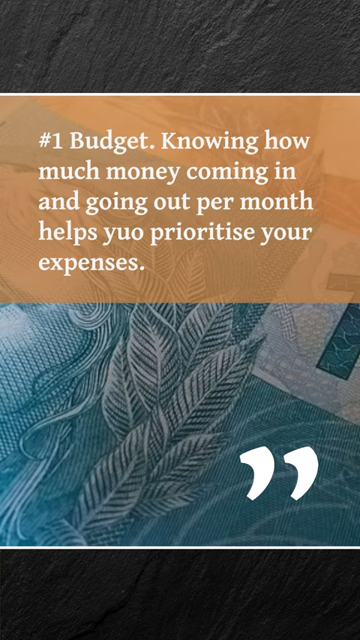 #1 Budget. Knowing how
much money coming in
and going out per month
helps yuo prioritise your
expenses.
”